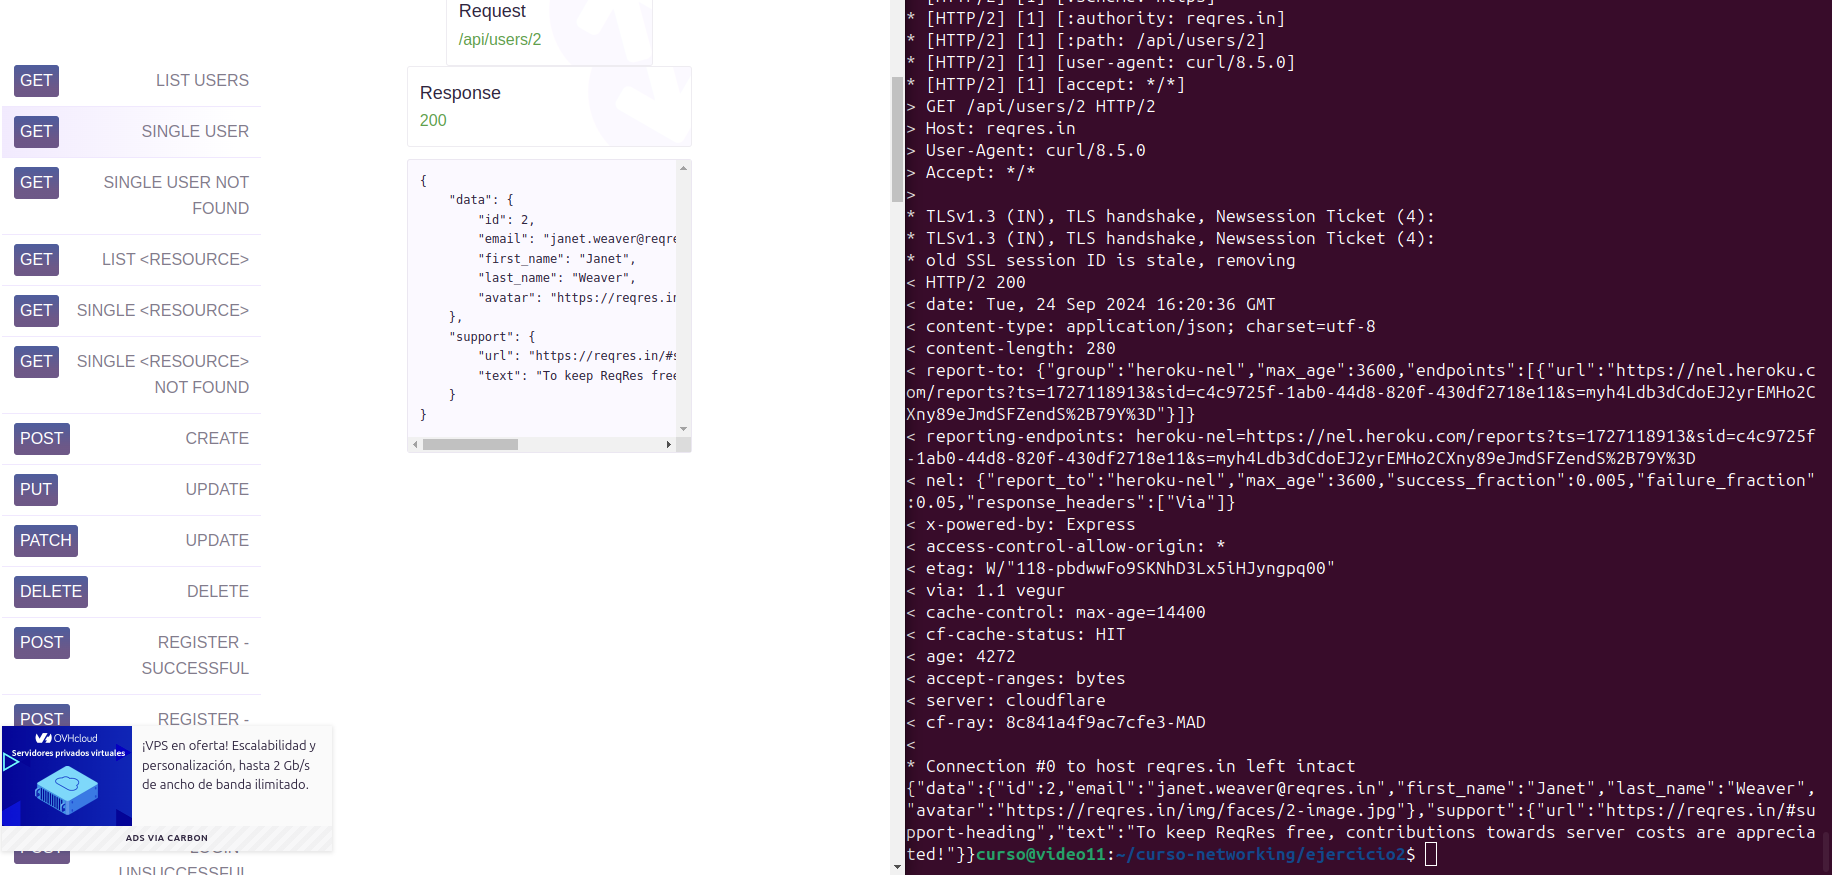 GET LIST USERS
GET SINGLE USER
GET SINGLE USER NOT
FOUND
GET LIST <RESOURCE>
GET SINGLE <RESOURCE>
GET SINGLE <RESOURCE>
NOT FOUND
POST CREATE
PUT UPDATE
PATCH UPDATE
DELETE DELETE
POST REGISTER -
SUCCESSFUL
POST REGISTER -
OVHcloud
Servidores privados virtuales
¡VPS en oferta! Escalabilidad y
personalización, hasta 2 Gb/s
de ancho de banda ilimitado.
ADS VIA CARBON
POST LOGIN -
UNSUCCESSFUL
Request
/api/users/2
Response
200
{
"data": {
"id": 2,
"email": "janet.weaver@reqre
"first_name": "Janet",
"last_name": "Weaver",
"avatar": "https://reqres.in
},
"support": {
"url": "https://reqres.in/#s
"text": "To keep ReqRes free
}
}
* [HTTP/2] [1] [:scheme: https]
* [HTTP/2] [1] [:authority: reqres.in]
* [HTTP/2] [1] [:path: /api/users/2]
* [HTTP/2] [1] [user-agent: curl/8.5.0]
* [HTTP/2] [1] [accept: */*]
> GET /api/users/2 HTTP/2
> Host: reqres.in
> User-Agent: curl/8.5.0
> Accept: */*
>
* TLSv1.3 (IN), TLS handshake, Newsession Ticket (4):
* TLSv1.3 (IN), TLS handshake, Newsession Ticket (4):
* old SSL session ID is stale, removing
< HTTP/2 200
< date: Tue, 24 Sep 2024 16:20:36 GMT
< content-type: application/json; charset=utf-8
< content-length: 280
< report-to: {"group":"heroku-nel","max_age":3600,"endpoints":[{"url":"https://nel.heroku.c
om/reports?ts=1727118913&sid=c4c9725f-1ab0-44d8-820f-430df2718e11&s=myh4Ldb3dCdoEJ2yrEMHo2C
Xny89eJmdSFZendS%2B79Y%3D"}]}
< reporting-endpoints: heroku-nel=https://nel.heroku.com/reports?ts=1727118913&sid=c4c9725f
-1ab0-44d8-820f-430df2718e11&s=myh4Ldb3dCdoEJ2yrEMHo2CXny89eJmdSFZendS%2B79Y%3D
< nel: {"report_to":"heroku-nel","max_age":3600,"success_fraction":0.005,"failure_fraction"
:0.05,"response_headers":["Via"]}
< x-powered-by: Express
< access-control-allow-origin: *
< etag: W/"118-pbdwwFo9SKNhD3Lx5iHJyngpq00"
< via: 1.1 vegur
< cache-control: max-age=14400
< cf-cache-status: HIT
< age: 4272
< accept-ranges: bytes
< server: cloudflare
< cf-ray: 8c841a4f9ac7cfe3-MAD
<
* Connection #0 to host reqres.in left intact
{"data":{"id":2,"email":"janet.weaver@reqres.in","first_name":"Janet","last_name":"Weaver",
"avatar":"https://reqres.in/img/faces/2-image.jpg"},"support":{"url":"https://reqres.in/#su
pport-heading","text":"To keep ReqRes free, contributions towards server costs are apprecia
ted!"}}curso@video11:~/curso-networking/ejercicio2$